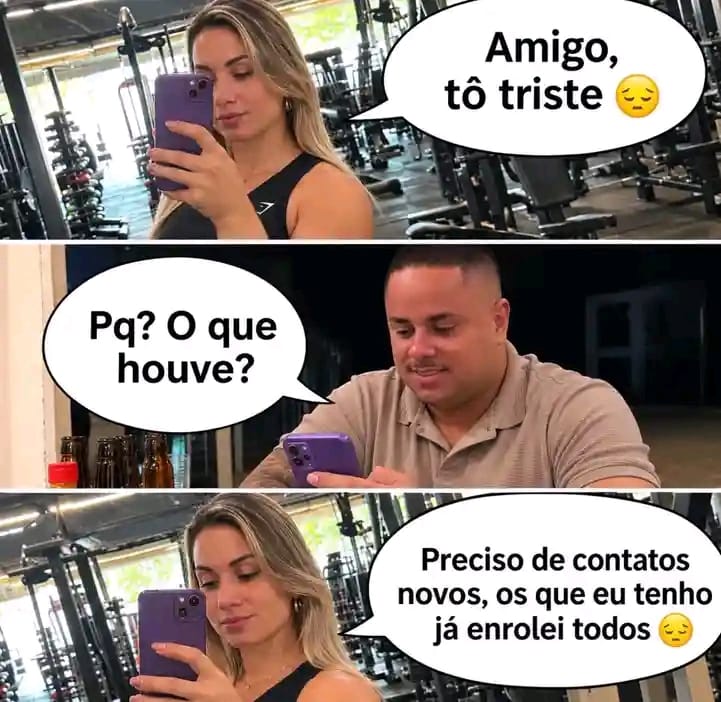 Amigo,
tô triste 😔
Pq? O que
houve?
Preciso de contatos
novos, os que eu tenho
já enrolei todos 😔